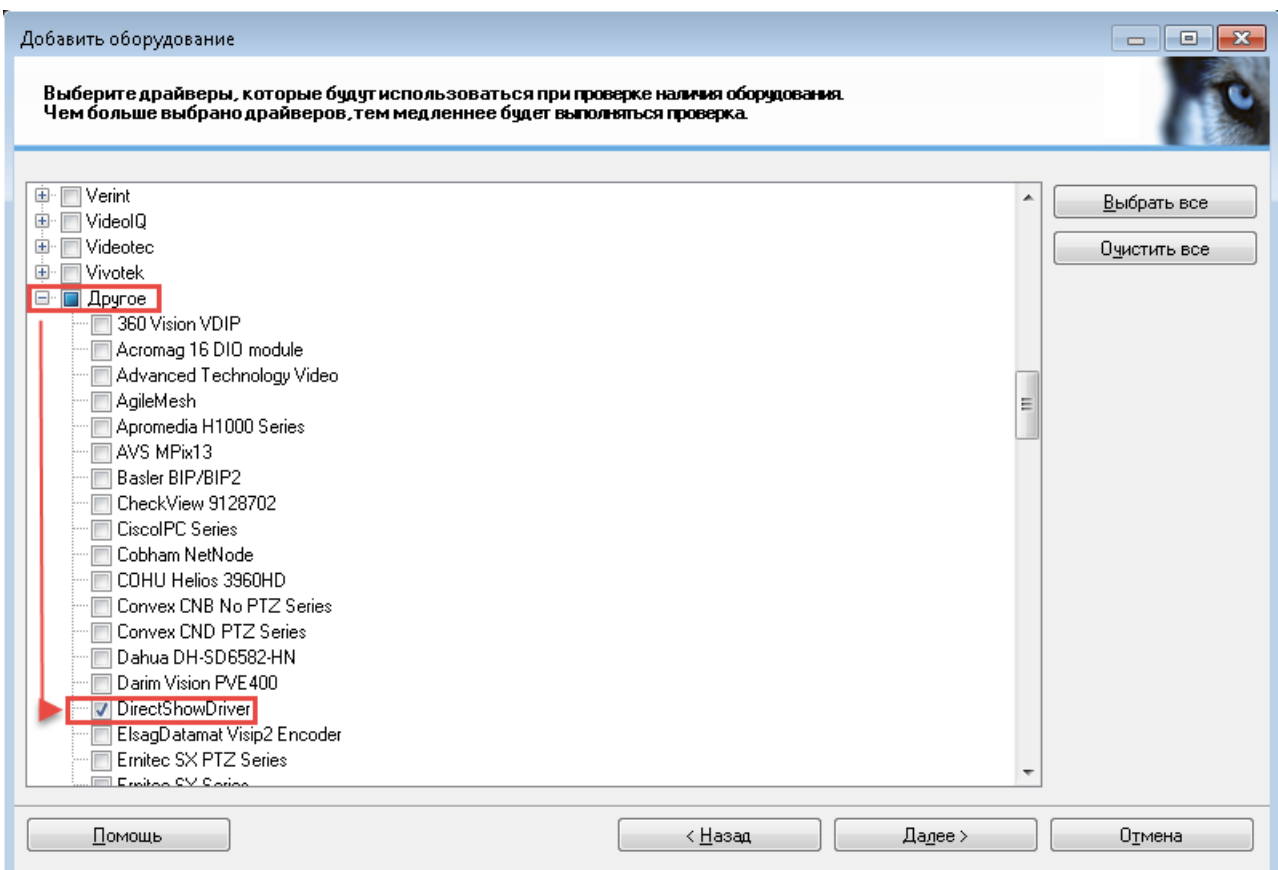 Добавить оборудование
Выберите драйверы, которые будут использоваться при проверке наличия оборудования.
Чем больше выбрано драйверов, тем медленнее будет выполняться проверка.
Verint
VideoIQ
Videotec
Vivotek
Другое
360 Vision VDIP
Acromag 16 DIO module
Advanced Technology Video
AgileMesh
Apromedia H1000 Series
AVS MPix13
Basler BIP/BIP2
CheckView 9128702
CiscoIPC Series
Cobham NetNode
COHU Helios 3960HD
Convex CNB No PTZ Series
Convex CND PTZ Series
Dahua DH-SD6582-HN
Darim Vision PVE400
DirectShowDriver
ElsagDatamat Visip2 Encoder
Ernitec SX PTZ Series
Ernitec SX Series
Выбрать все
Очистить все
Помощь
< Назад
Далее >
Отмена